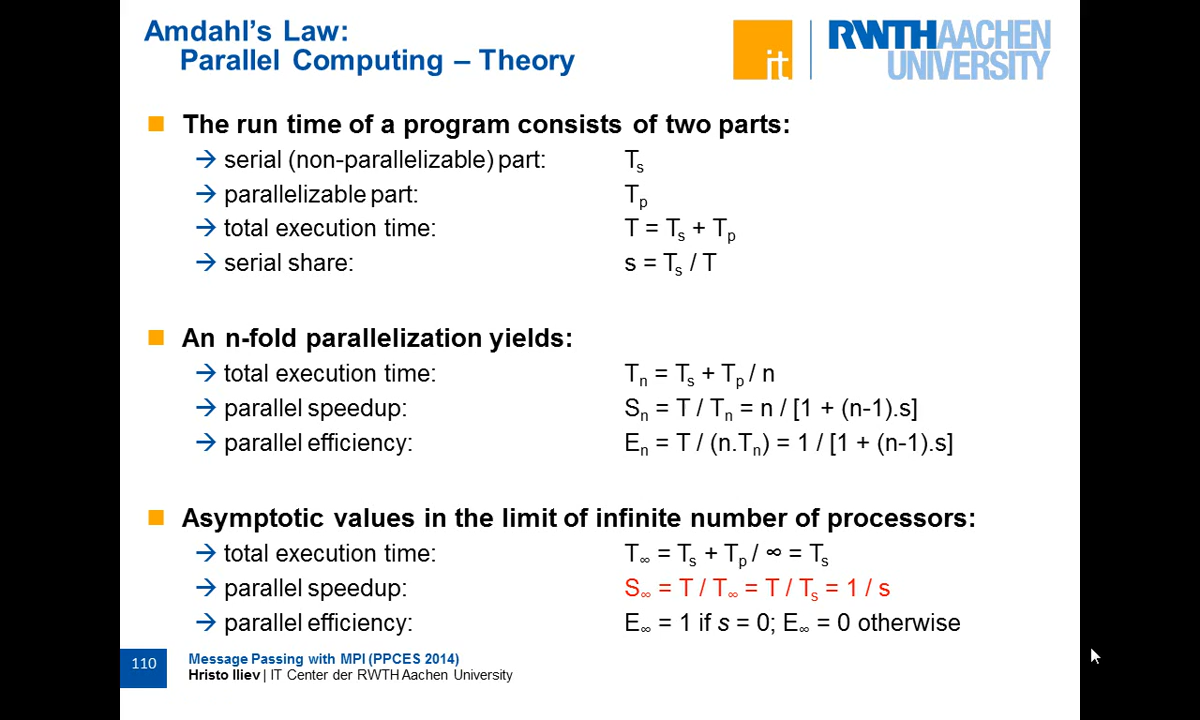 Amdahl's Law:
Parallel Computing – Theory
it
RWTHAACHEN
UNIVERSITY
■ The run time of a program consists of two parts:
→ serial (non-parallelizable) part: Tₛ
→ parallelizable part: Tₚ
→ total execution time: T = Tₛ + Tₚ
→ serial share: s = Tₛ / T
■ An n-fold parallelization yields:
→ total execution time: Tₙ = Tₛ + Tₚ / n
→ parallel speedup: Sₙ = T / Tₙ = n / [1 + (n-1).s]
→ parallel efficiency: Eₙ = T / (n.Tₙ) = 1 / [1 + (n-1).s]
■ Asymptotic values in the limit of infinite number of processors:
→ total execution time: T∞ = Tₛ + Tₚ / ∞ = Tₛ
→ parallel speedup: S∞ = T / T∞ = T / Tₛ = 1 / s
→ parallel efficiency: E∞ = 1 if s = 0; E∞ = 0 otherwise
110
Message Passing with MPI (PPCES 2014)
Hristo Iliev | IT Center der RWTH Aachen University